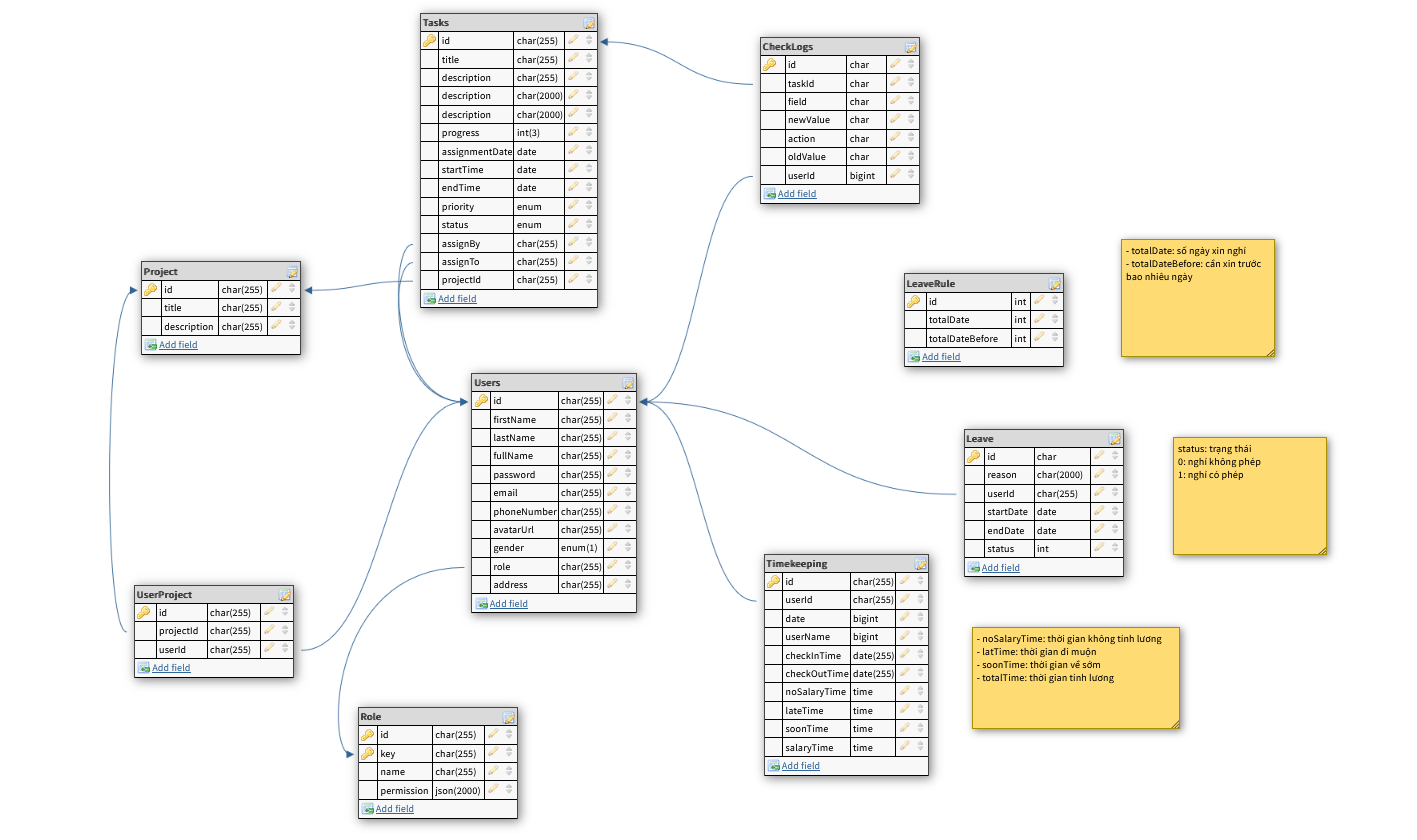 Tasks
id char(255)
title char(255)
description char(255)
description char(2000)
description char(2000)
progress int(3)
assignmentDate date
startTime date
endTime date
priority enum
status enum
assignBy char(255)
assignTo char(255)
projectId char(255)
Add field
CheckLogs
id char
taskId char
field char
newValue char
action char
oldValue char
userId bigint
Add field
Project
id char(255)
title char(255)
description char(255)
Add field
LeaveRule
id int
totalDate int
totalDateBefore int
Add field
- totalDate: số ngày xin nghỉ
- totalDateBefore: cần xin trước
bao nhiêu ngày
Users
id char(255)
firstName char(255)
lastName char(255)
fullName char(255)
password char(255)
email char(255)
phoneNumber char(255)
avatarUrl char(255)
gender enum(1)
role char(255)
address char(255)
Add field
Leave
id char
reason char(2000)
userId char(255)
startDate date
endDate date
status int
Add field
status: trạng thái
0: nghỉ không phép
1: nghỉ có phép
UserProject
id char(255)
projectId char(255)
userId char(255)
Add field
Timekeeping
id char(255)
userId char(255)
date bigint
userName bigint
checkInTime date(255)
checkOutTime date(255)
noSalaryTime time
lateTime time
soonTime time
salaryTime time
Add field
- noSalaryTime: thời gian không tính lương
- latTime: thời gian đi muộn
- soonTime: thời gian về sớm
- totalTime: thời gian tính lương
Role
id char(255)
key char(255)
name char(255)
permission json(2000)
Add field